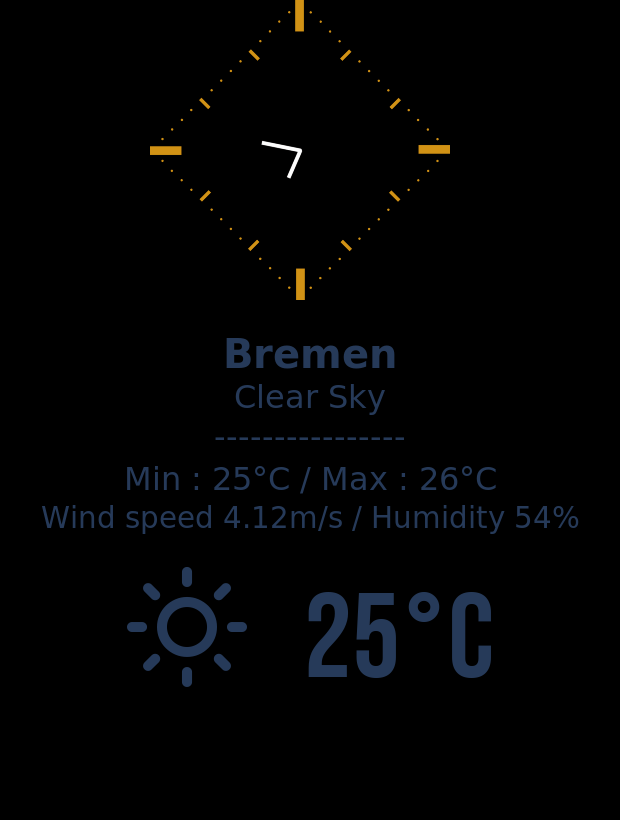 Bremen
Clear Sky
----------------
Min : 25°C / Max : 26°C
Wind speed 4.12m/s / Humidity 54%
25°C